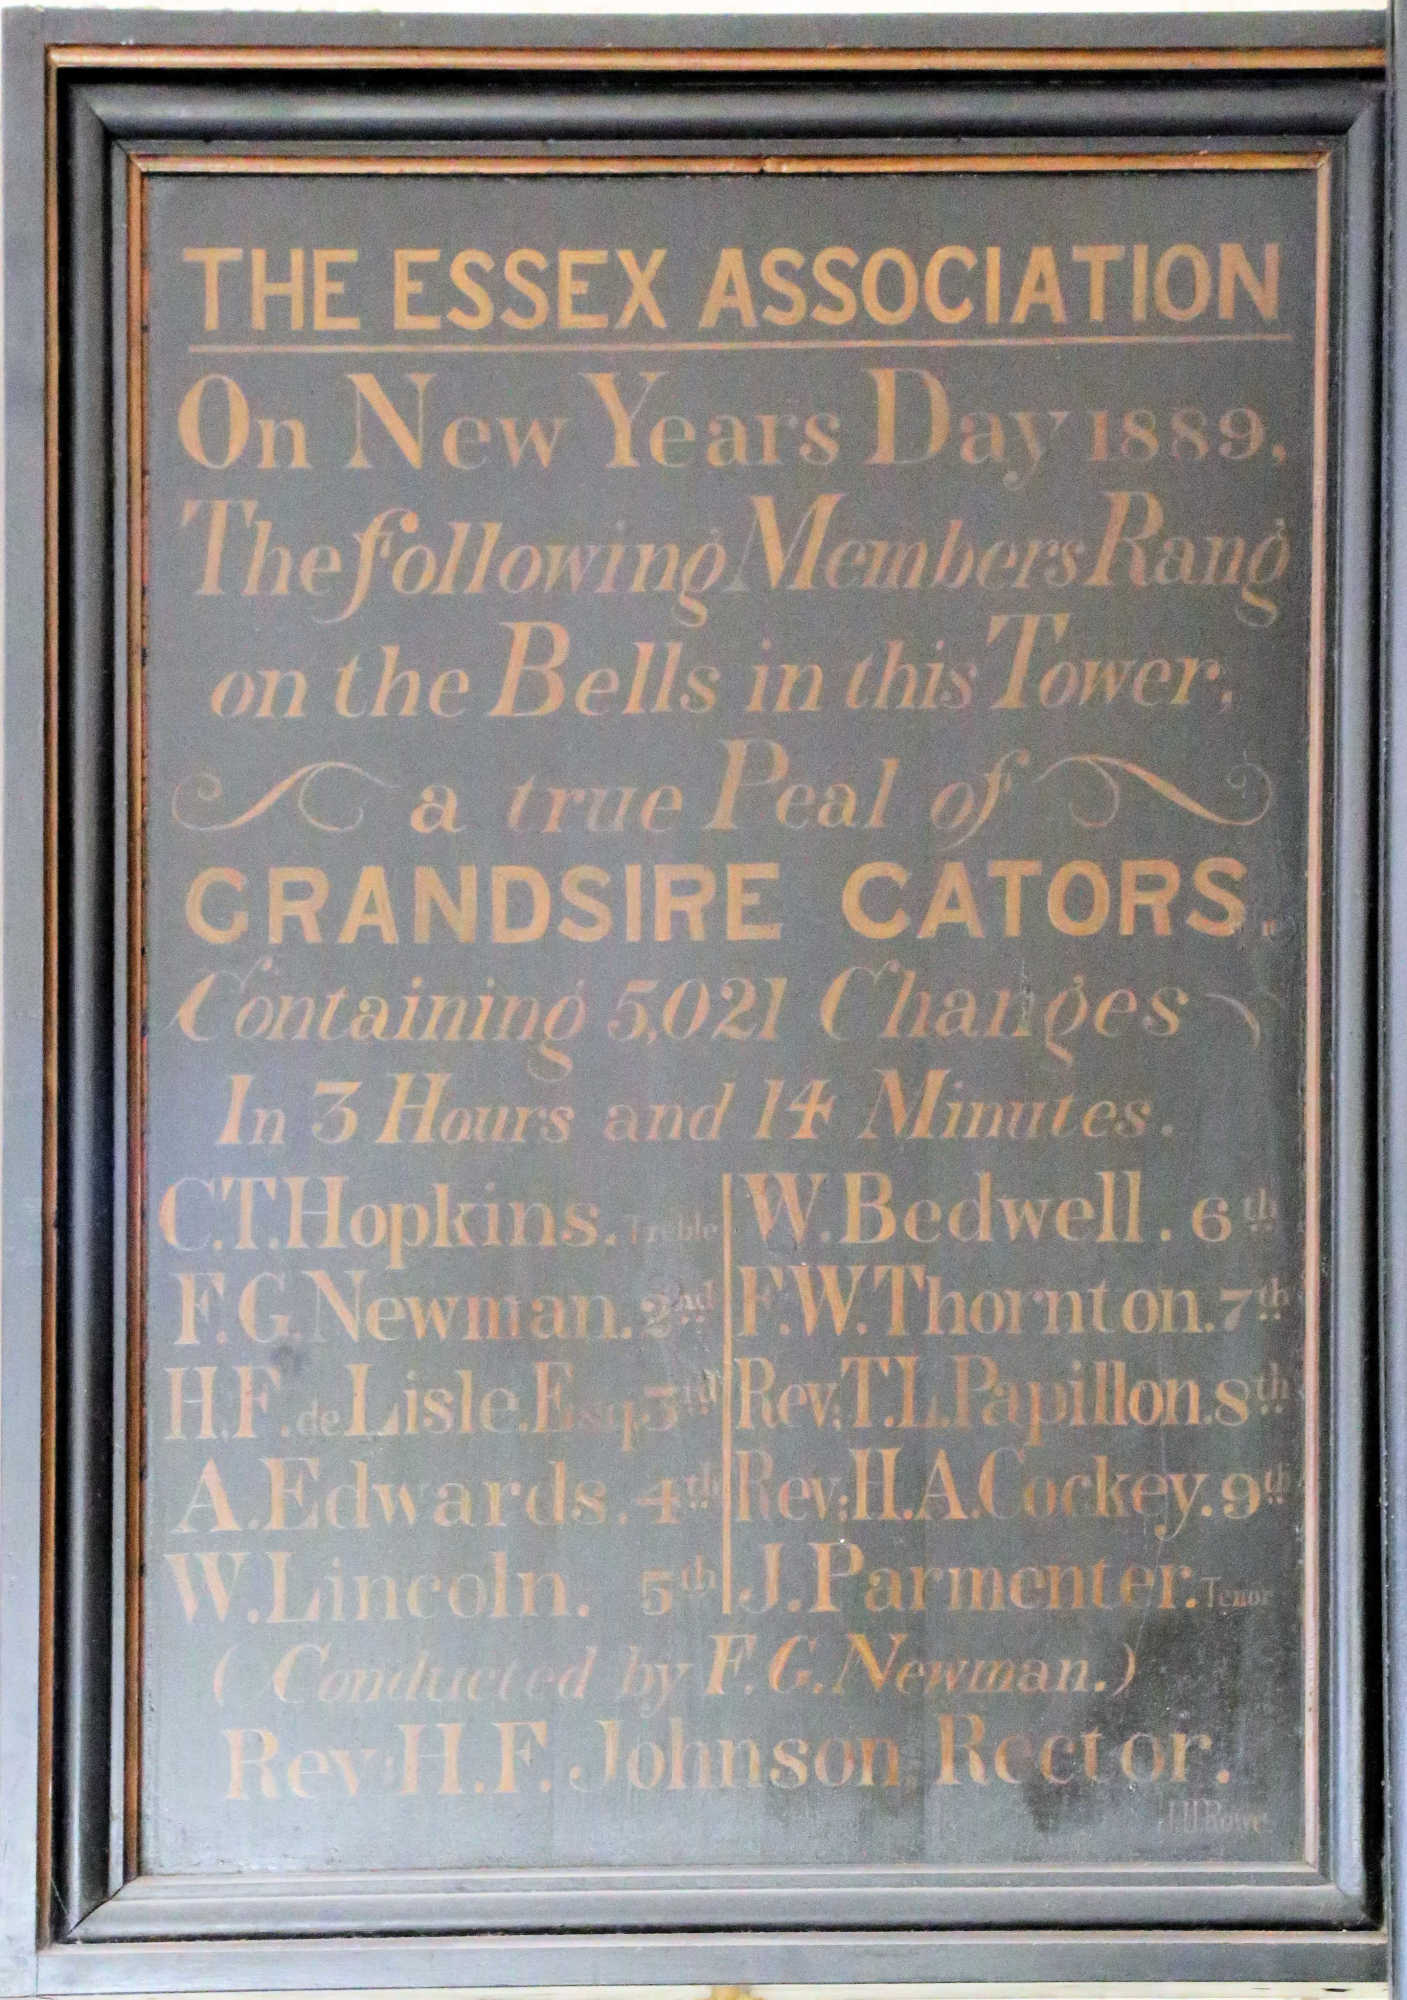 THE ESSEX ASSOCIATION
On New Years Day 1889,
The following Members Rang
on the Bells in this Tower,
a true Peal of
GRANDSIRE CATORS.
Containing 5,021 Changes
In 3 Hours and 14 Minutes.
C.T.Hopkins. Treble
F.G.Newman. 2nd
H.F. de Lisle. Esq 3rd
A.Edwards. 4th
W.Lincoln. 5th
W.Bedwell. 6th
F.W.Thornton. 7th
Rev: T.L.Papillon. 8th
Rev: H.A.Cockey. 9th
J.Parmenter. Tenor
(Conducted by F.G.Newman.)
Rev: H.F. Johnson Rector.
Rowe